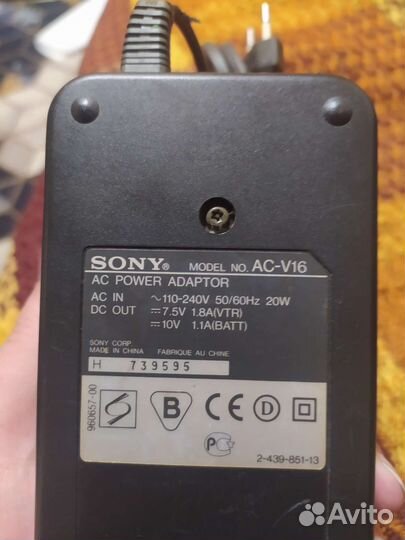 SONY® MODEL NO. AC-V16
AC POWER ADAPTOR
AC IN ~110-240V 50/60Hz 20W
DC OUT ⎓7.5V 1.8A(VTR)
⎓10V 1.1A(BATT)
SONY CORP.
MADE IN CHINA FABRIQUE AU CHINE
H 739595
960657-00
S B CE D
PC
2-439-851-13
Avito